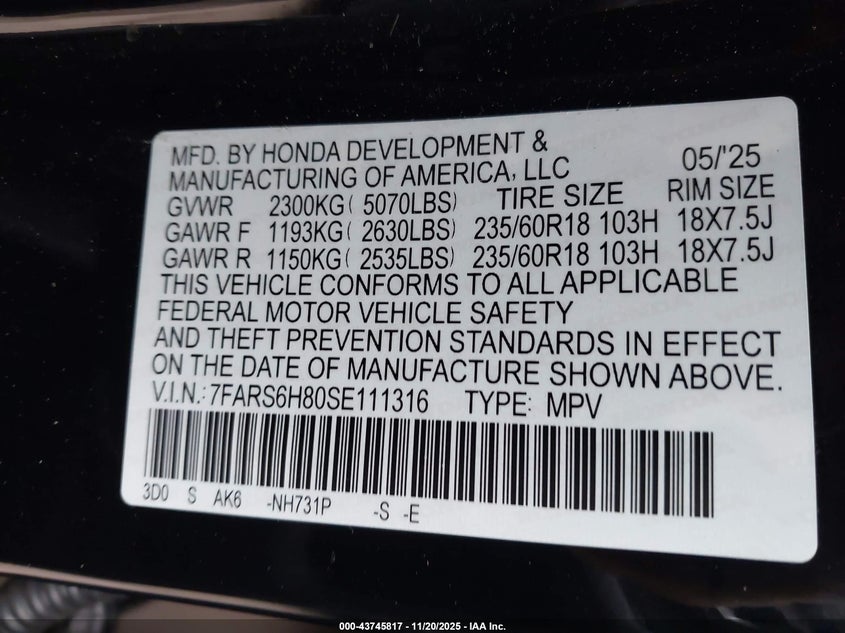 MFD. BY HONDA DEVELOPMENT &
MANUFACTURING OF AMERICA, LLC 05/'25
GVWR 2300KG( 5070LBS) TIRE SIZE RIM SIZE
GAWR F 1193KG( 2630LBS) 235/60R18 103H 18X7.5J
GAWR R 1150KG( 2535LBS) 235/60R18 103H 18X7.5J
THIS VEHICLE CONFORMS TO ALL APPLICABLE
FEDERAL MOTOR VEHICLE SAFETY
AND THEFT PREVENTION STANDARDS IN EFFECT
ON THE DATE OF MANUFACTURE SHOWN ABOVE.
V.I.N.: 7FARS6H80SE111316 TYPE: MPV
3D0 S AK6 -NH731P -S -E
000-43745817 - 11/20/2025 - IAA Inc.